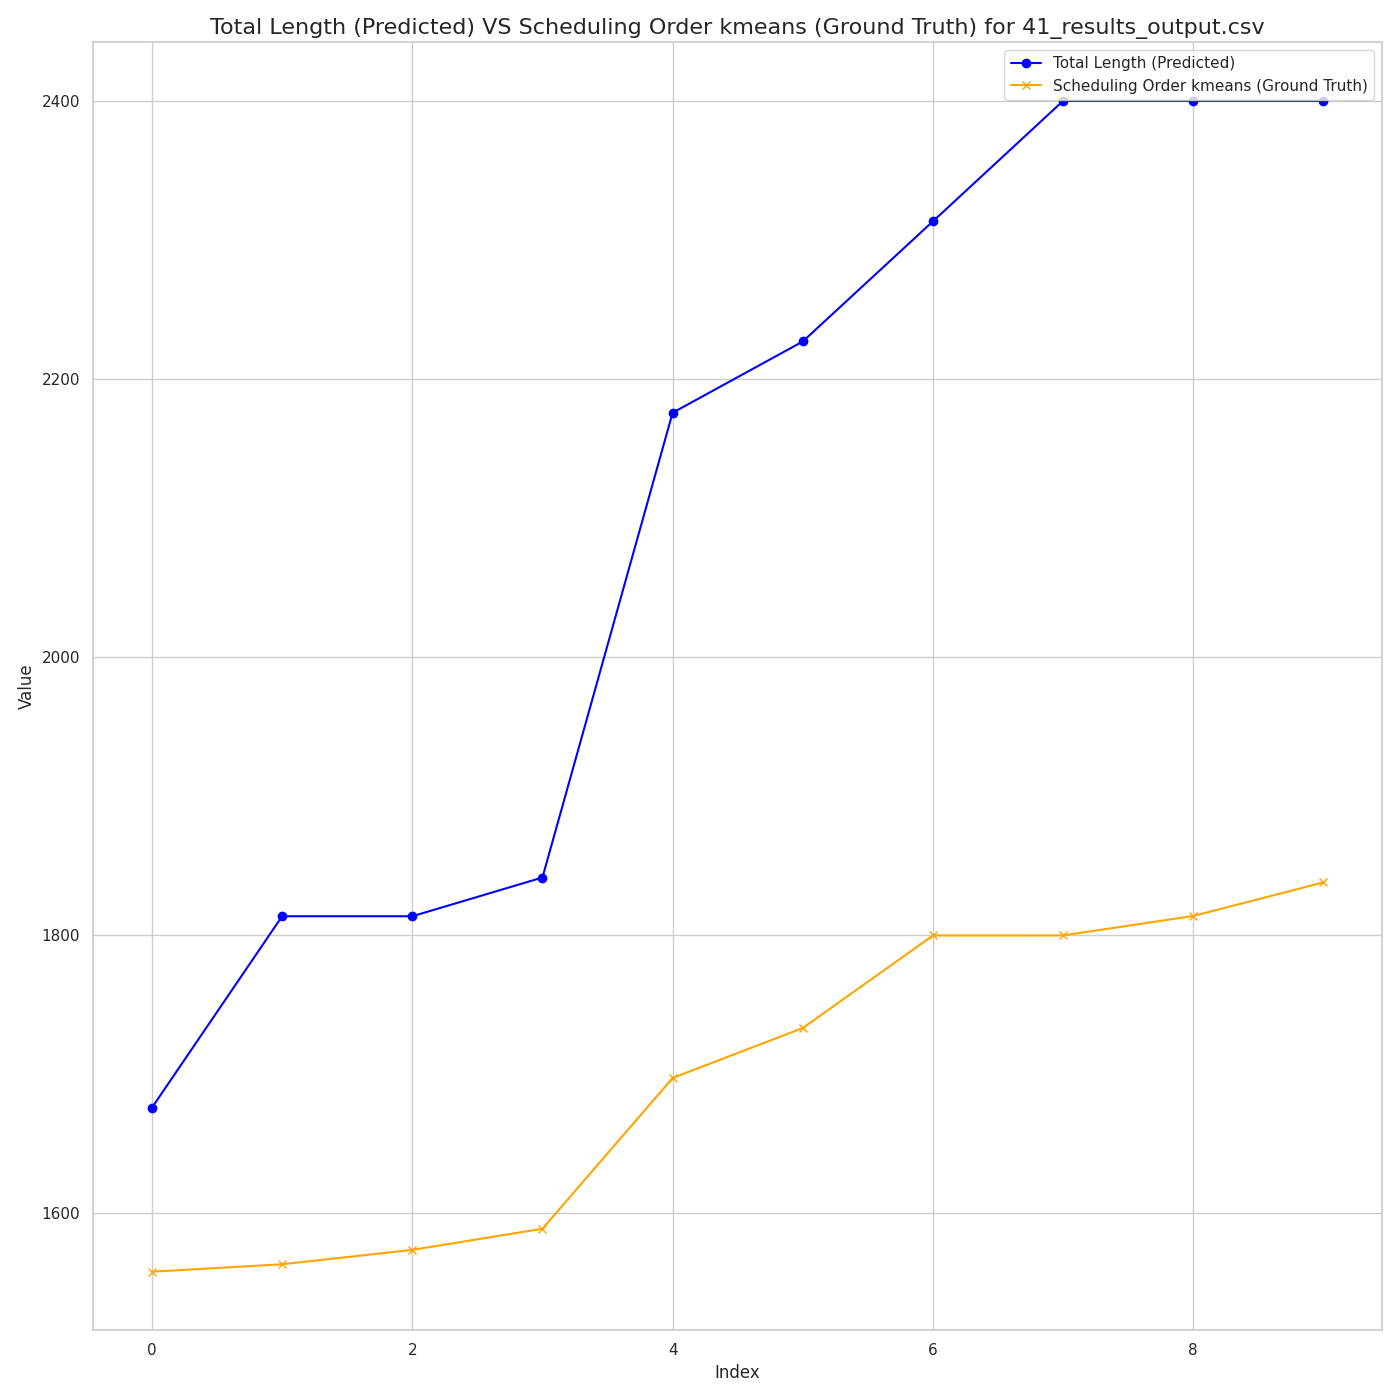 Total Length (Predicted) VS Scheduling Order kmeans (Ground Truth) for 41_results_output.csv
Total Length (Predicted)
Scheduling Order kmeans (Ground Truth)
2400
2200
2000
1800
1600
Value
0 2 4 6 8
Index